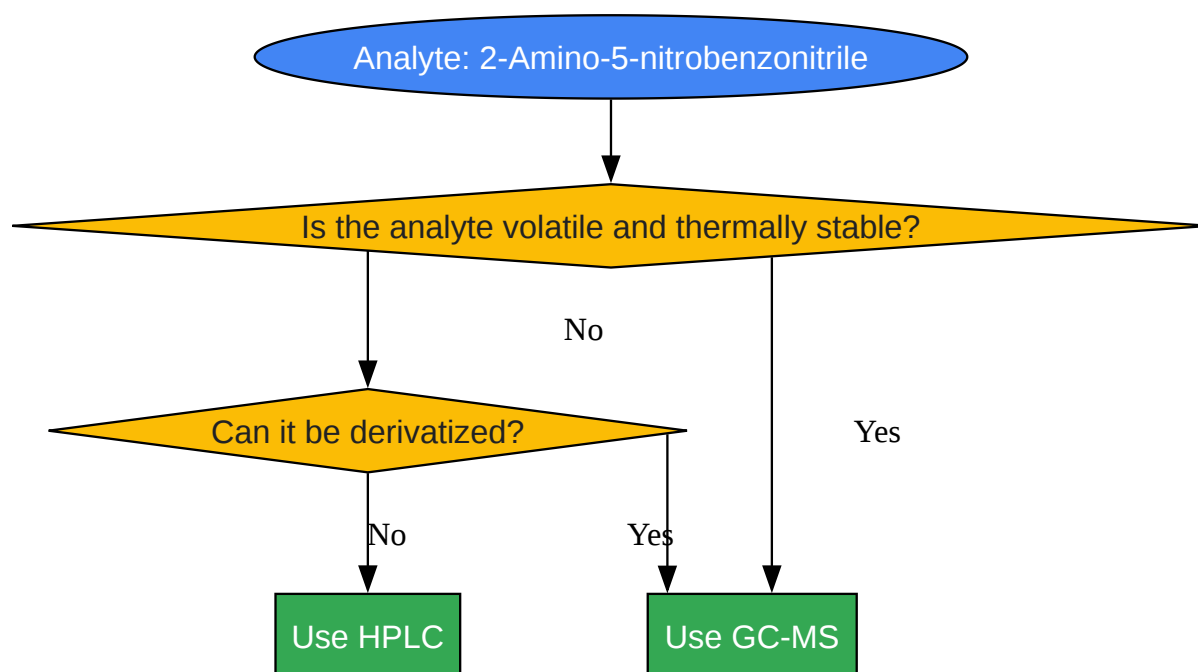 Analyte: 2-Amino-5-nitrobenzonitrile
Is the analyte volatile and thermally stable?
No
Can it be derivatized?
Yes
No
Yes
Use HPLC
Use GC-MS